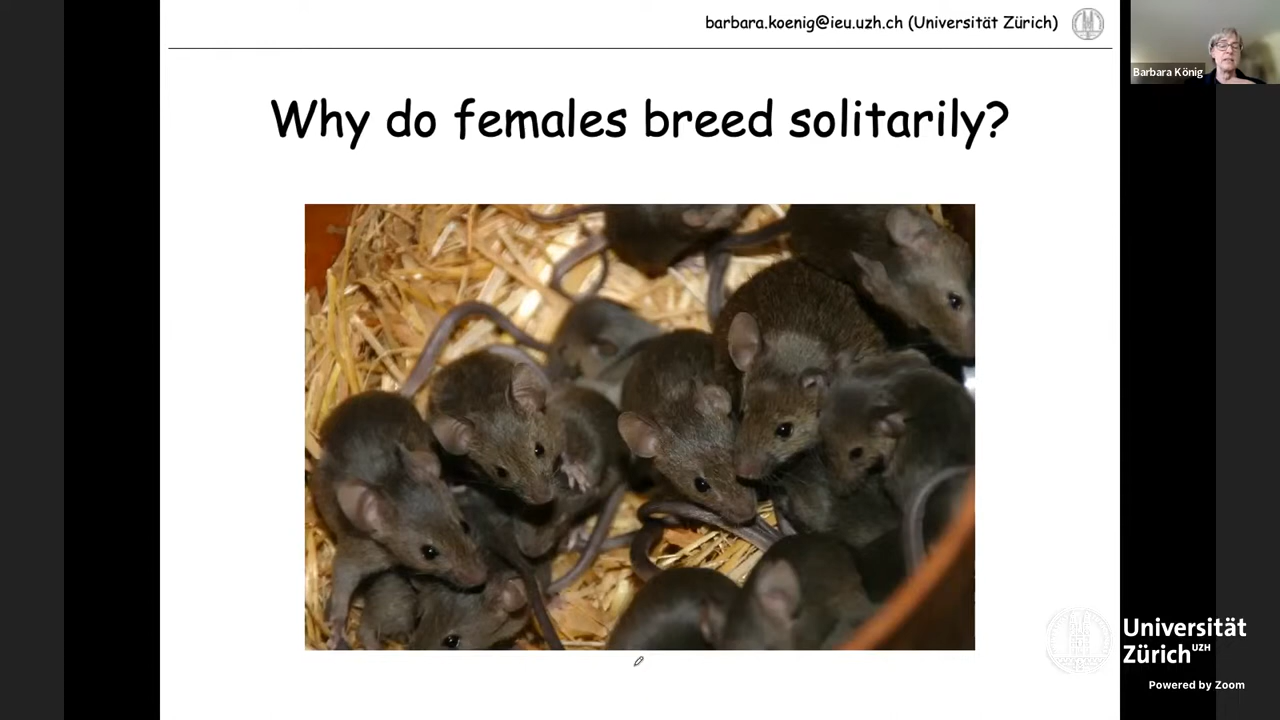 barbara.koenig@ieu.uzh.ch (Universität Zürich)
Barbara König
Why do females breed solitarily?
Universität
Zürich UZH
Powered by Zoom